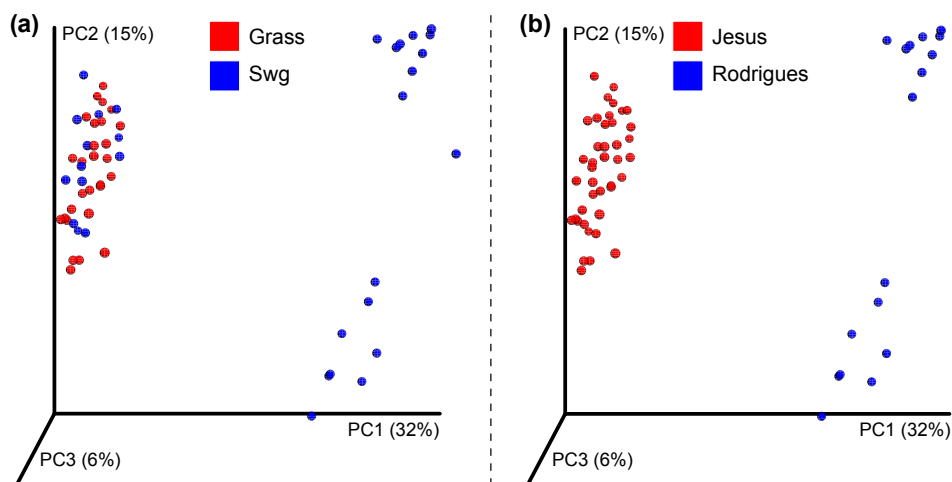 (a)
PC2 (15%)
Grass
Swg
PC1 (32%)
PC3 (6%)
(b)
PC2 (15%)
Jesus
Rodrigues
PC1 (32%)
PC3 (6%)